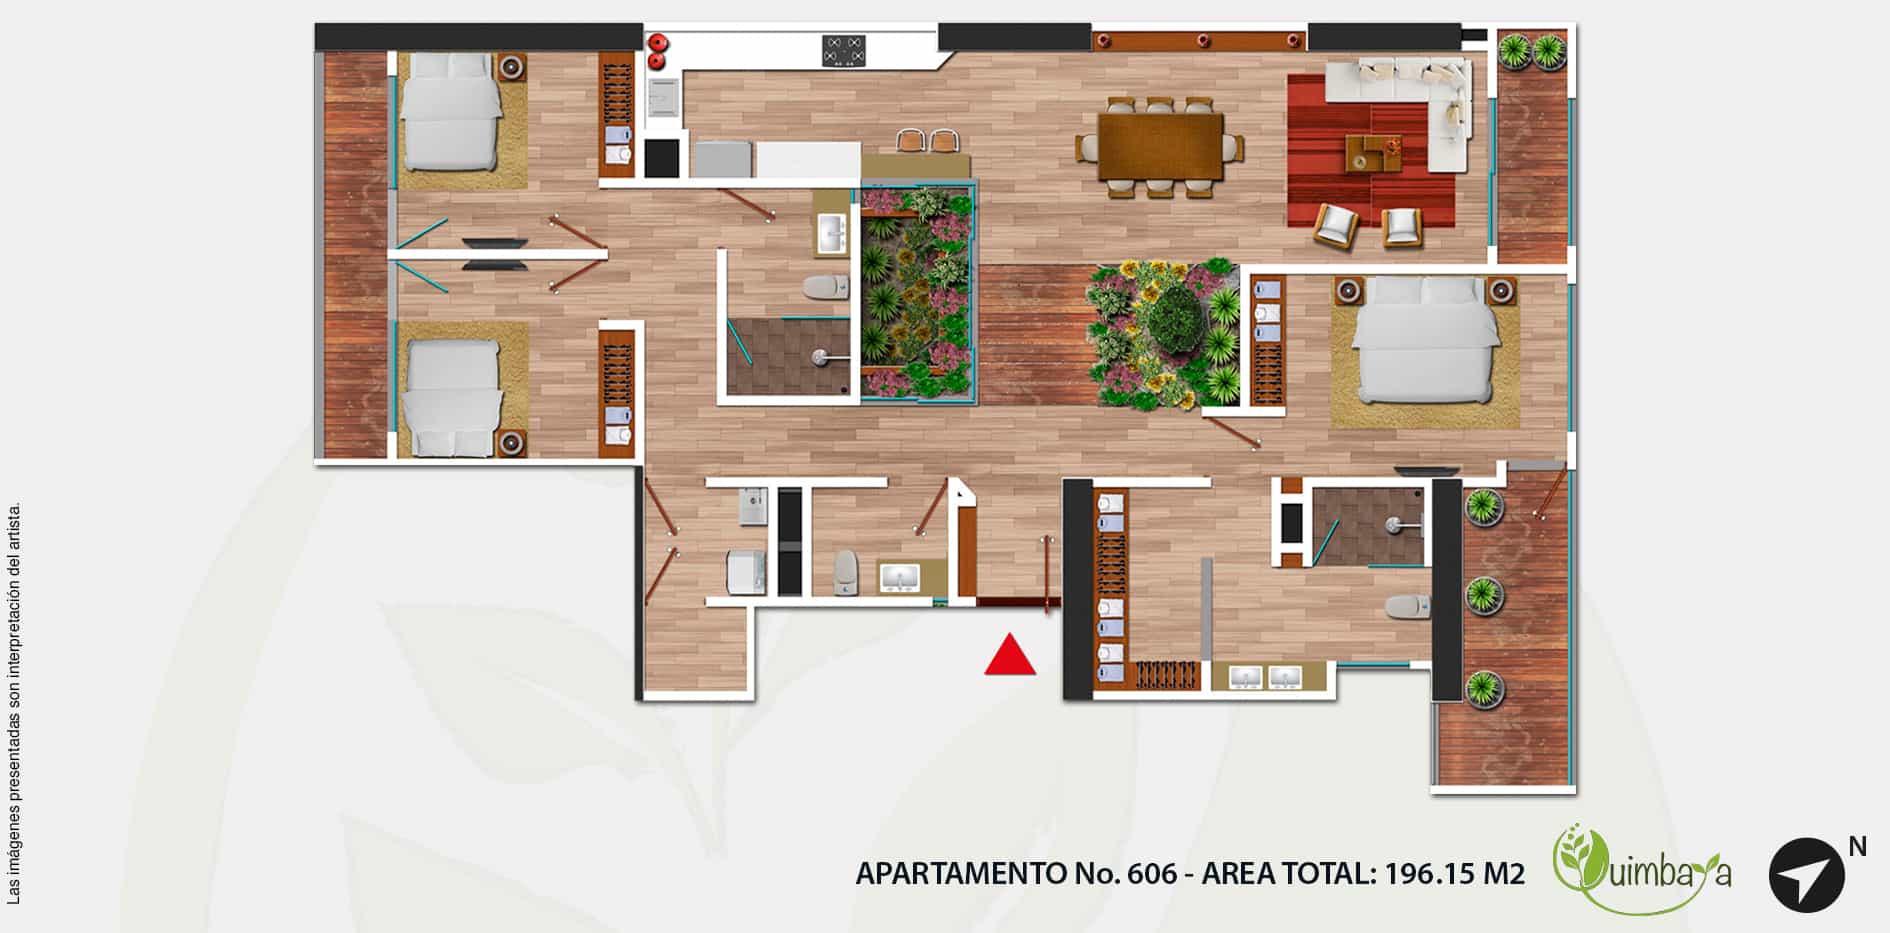 Las imágenes presentadas son interpretación del artista.
APARTAMENTO No. 606 - AREA TOTAL: 196.15 M2
Quimbaya
N